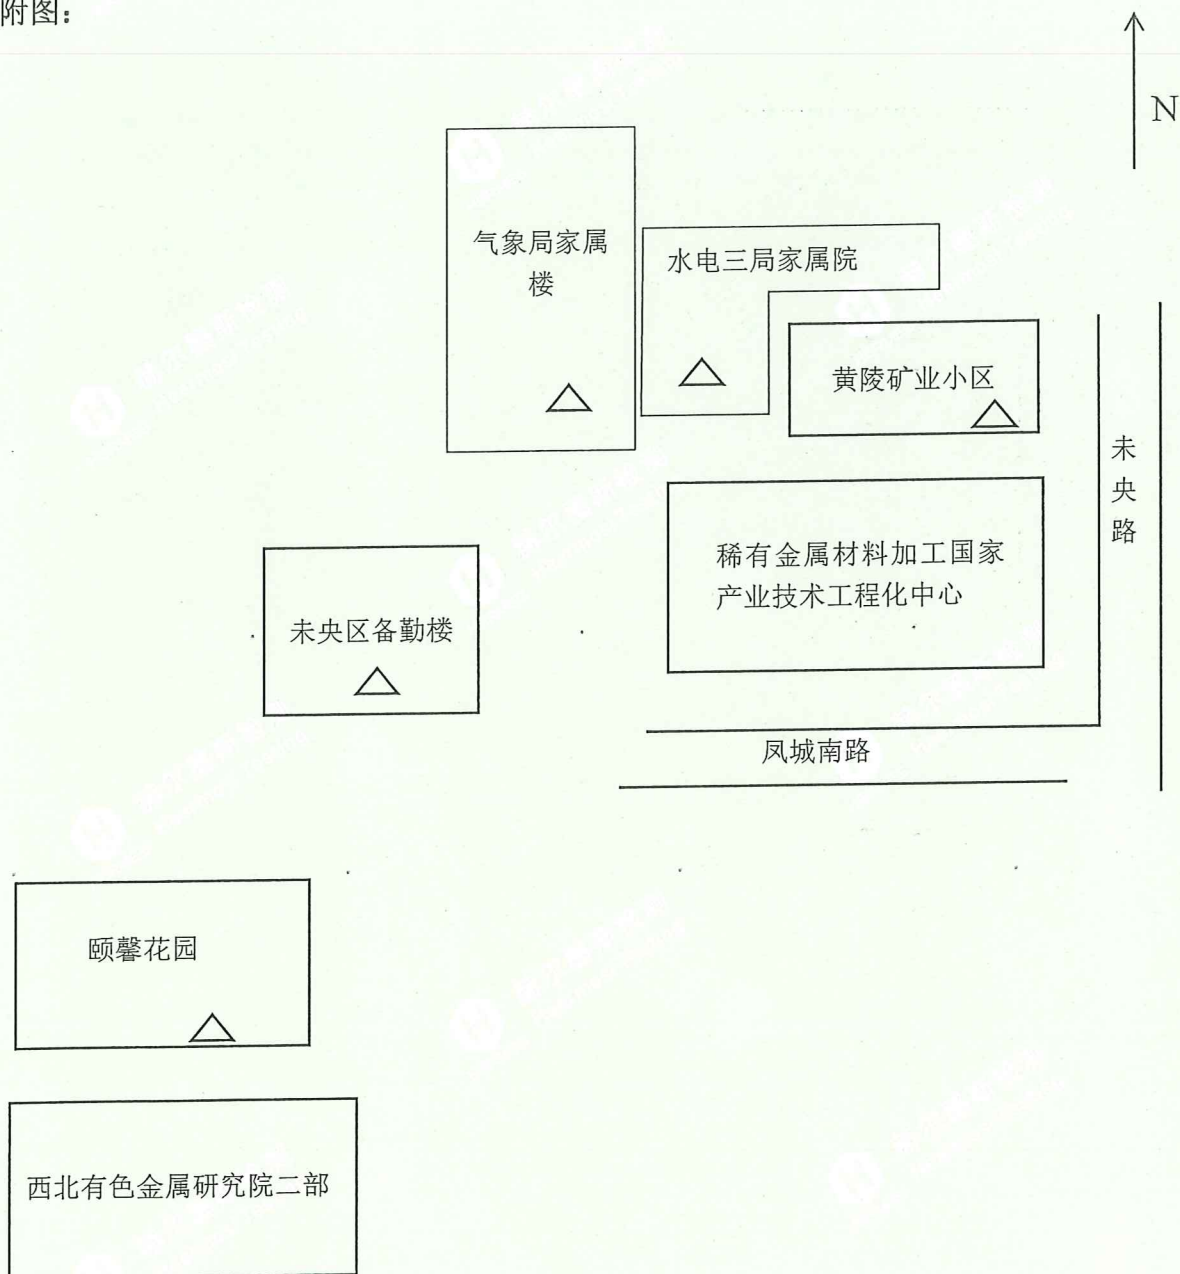 附图：
N
气象局家属
楼
水电三局家属院
黄陵矿业小区
未央路
稀有金属材料加工国家
产业技术工程化中心
未央区备勤楼
凤城南路
颐馨花园
西北有色金属研究院二部